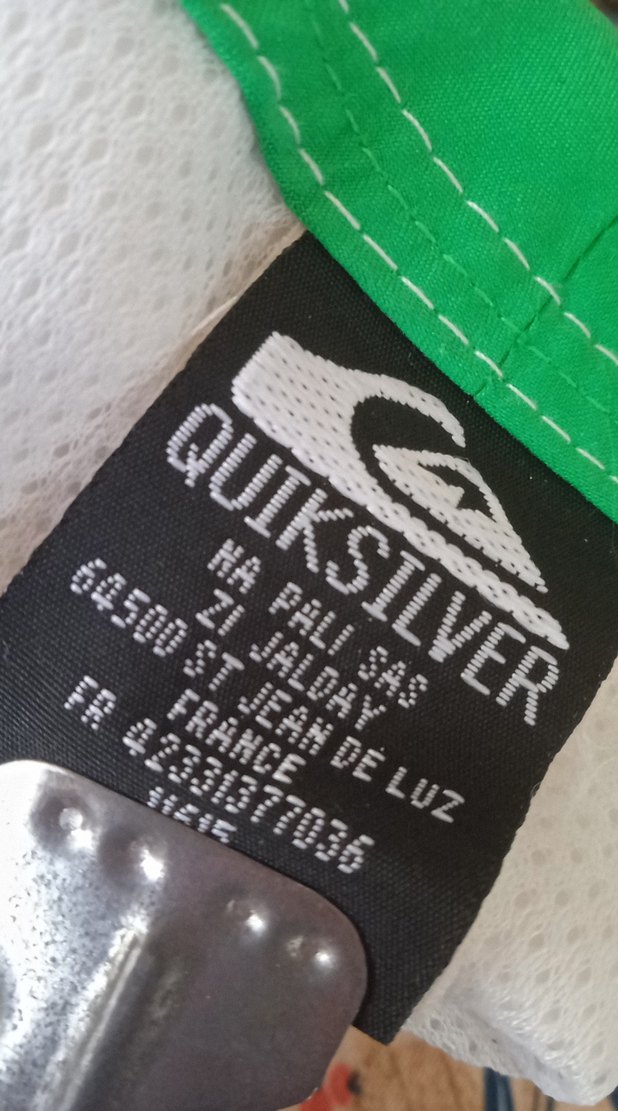 QUIKSILVER
NA PALI SAS
ZI JALDAY
64500 ST JEAN DE LUZ
FRANCE
FR 42331377036